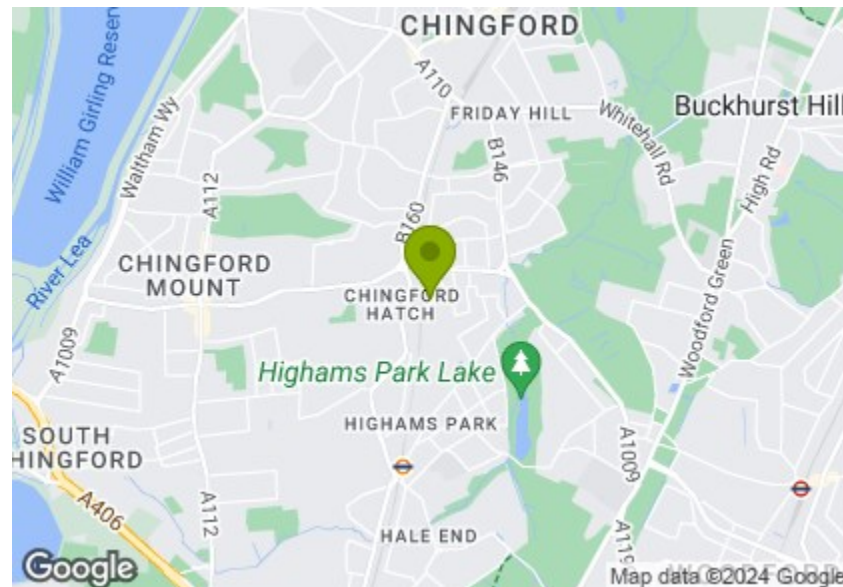 CHINGFORD
A110
FRIDAY HILL
Buckhurst Hill
William Girling Reser
Waltham Wy
Whitehall Rd
High Rd
B146
A112
B160
River Lea
CHINGFORD
MOUNT
CHINGFORD
HATCH
Woodford Green
A1009
Highams Park Lake
HIGHAMS PARK
SOUTH
HINGFORD
A1009
A406
A112
HALE END
A1199
Google
Map data ©2024 Google